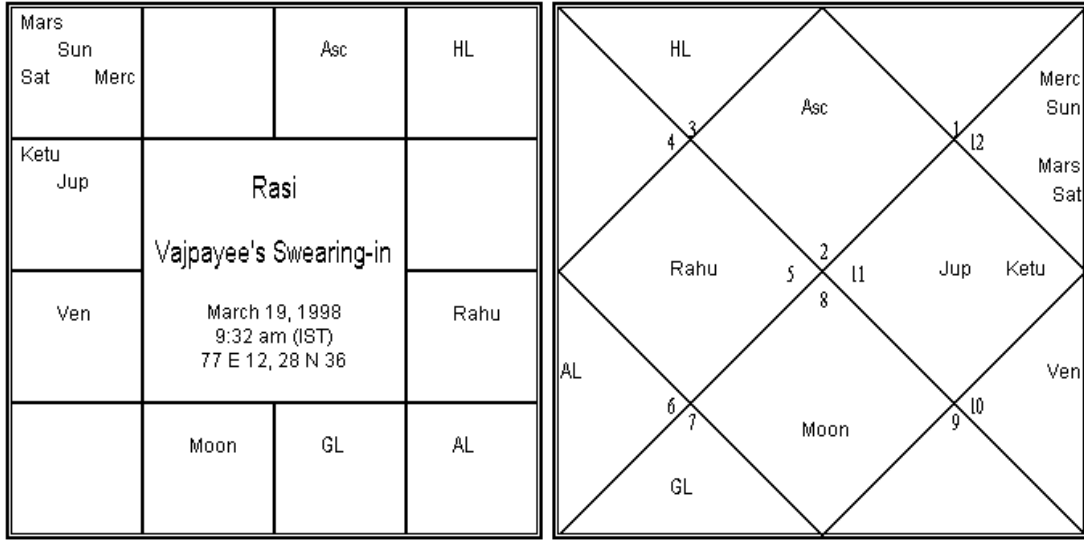 Mars
Sun
Sat Merc
Asc
HL
Ketu
Jup
Rasi
Vajpayee's Swearing-in
March 19, 1998
9:32 am (IST)
77 E 12, 28 N 36
Ven
Rahu
Moon
GL
AL
HL
Asc
Merc
Sun
Mars
Sat
3
4
1
12
2
5
11
8
Rahu
Jup Ketu
AL
Ven
6
7
10
9
Moon
GL